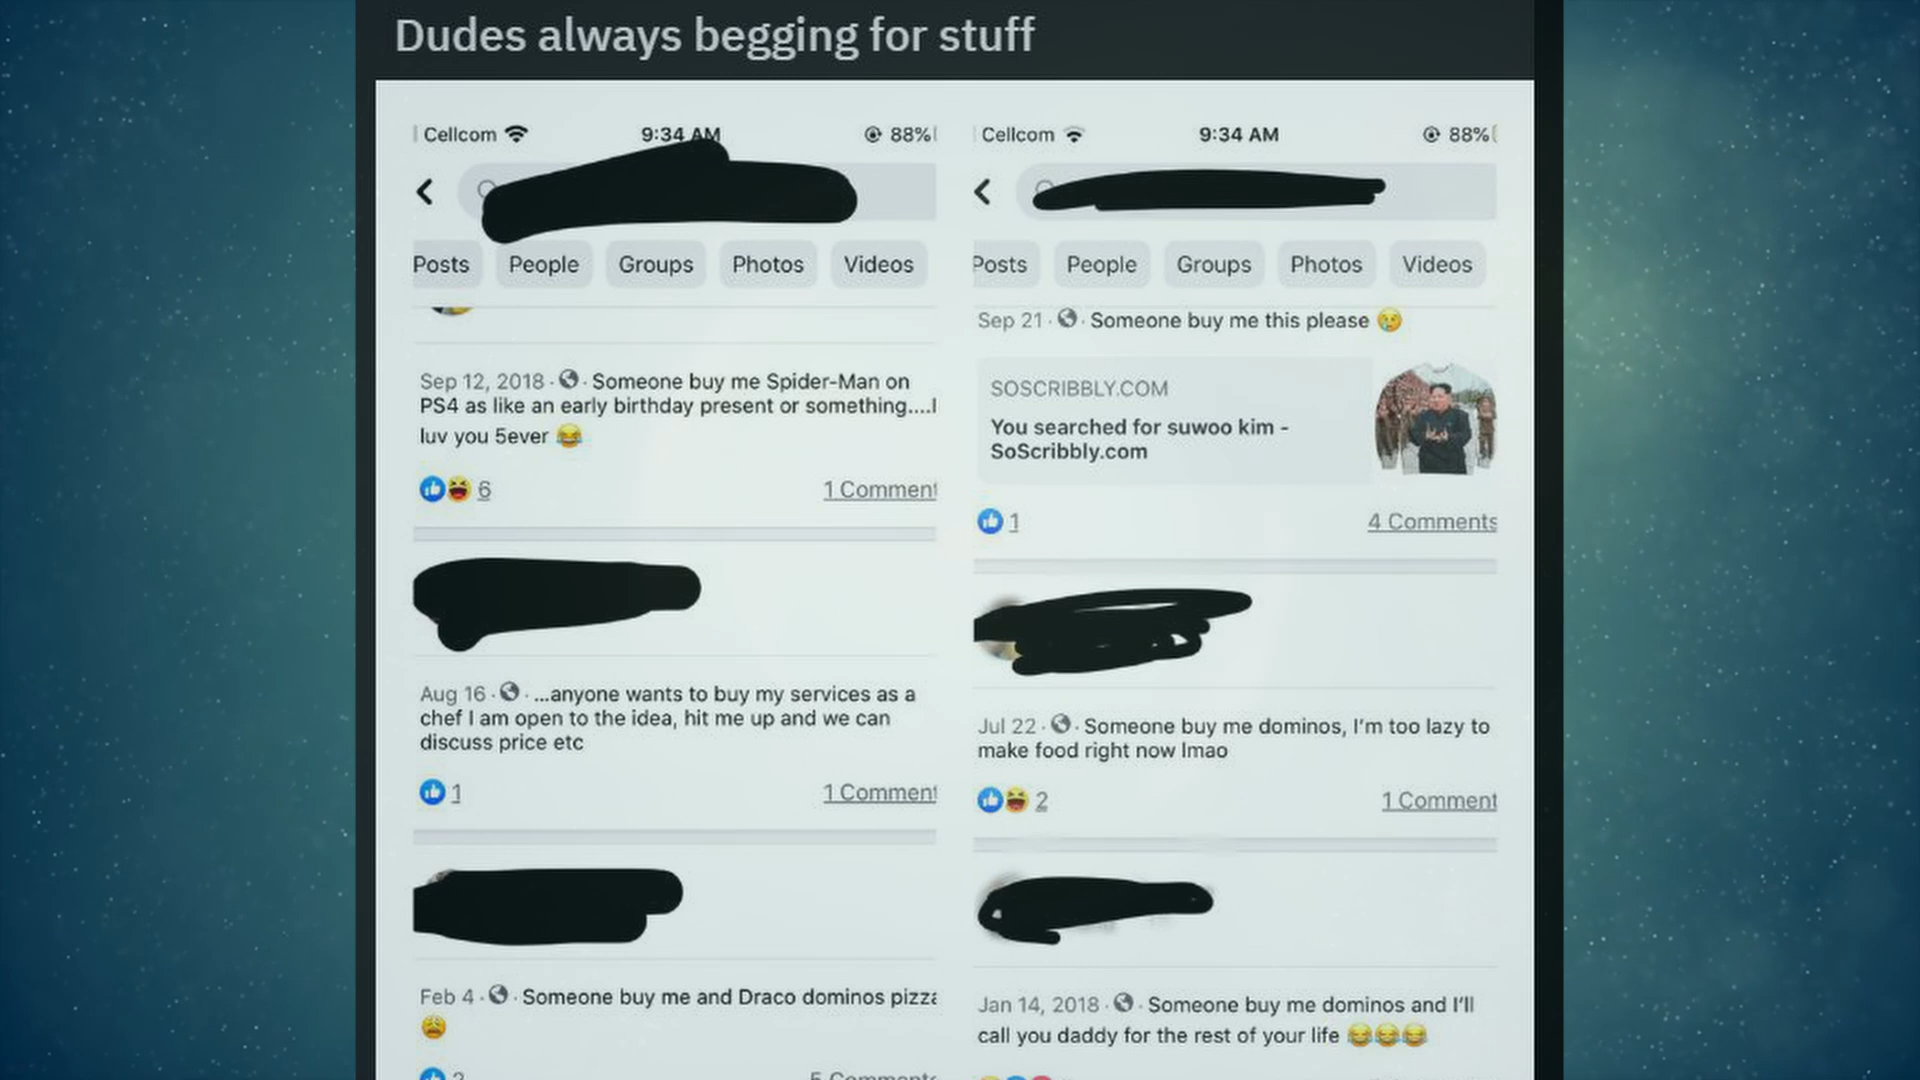 Dudes always begging for stuff
Cellcom 9:34 AM 88%
Posts People Groups Photos Videos
Sep 12, 2018 · Someone buy me Spider-Man on
PS4 as like an early birthday present or something....I
luv you 5ever 😂
6 1 Comment
Aug 16 · ...anyone wants to buy my services as a
chef I am open to the idea, hit me up and we can
discuss price etc
1 1 Comment
Feb 4 · Someone buy me and Draco dominos pizza
😩
2 5 Comments
Cellcom 9:34 AM 88%
Posts People Groups Photos Videos
Sep 21 · Someone buy me this please 😢
SOSCRIBBLY.COM
You searched for suwoo kim -
SoScribbly.com
1 4 Comments
Jul 22 · Someone buy me dominos, I'm too lazy to
make food right now lmao
2 1 Comment
Jan 14, 2018 · Someone buy me dominos and I'll
call you daddy for the rest of your life 😂😂😂